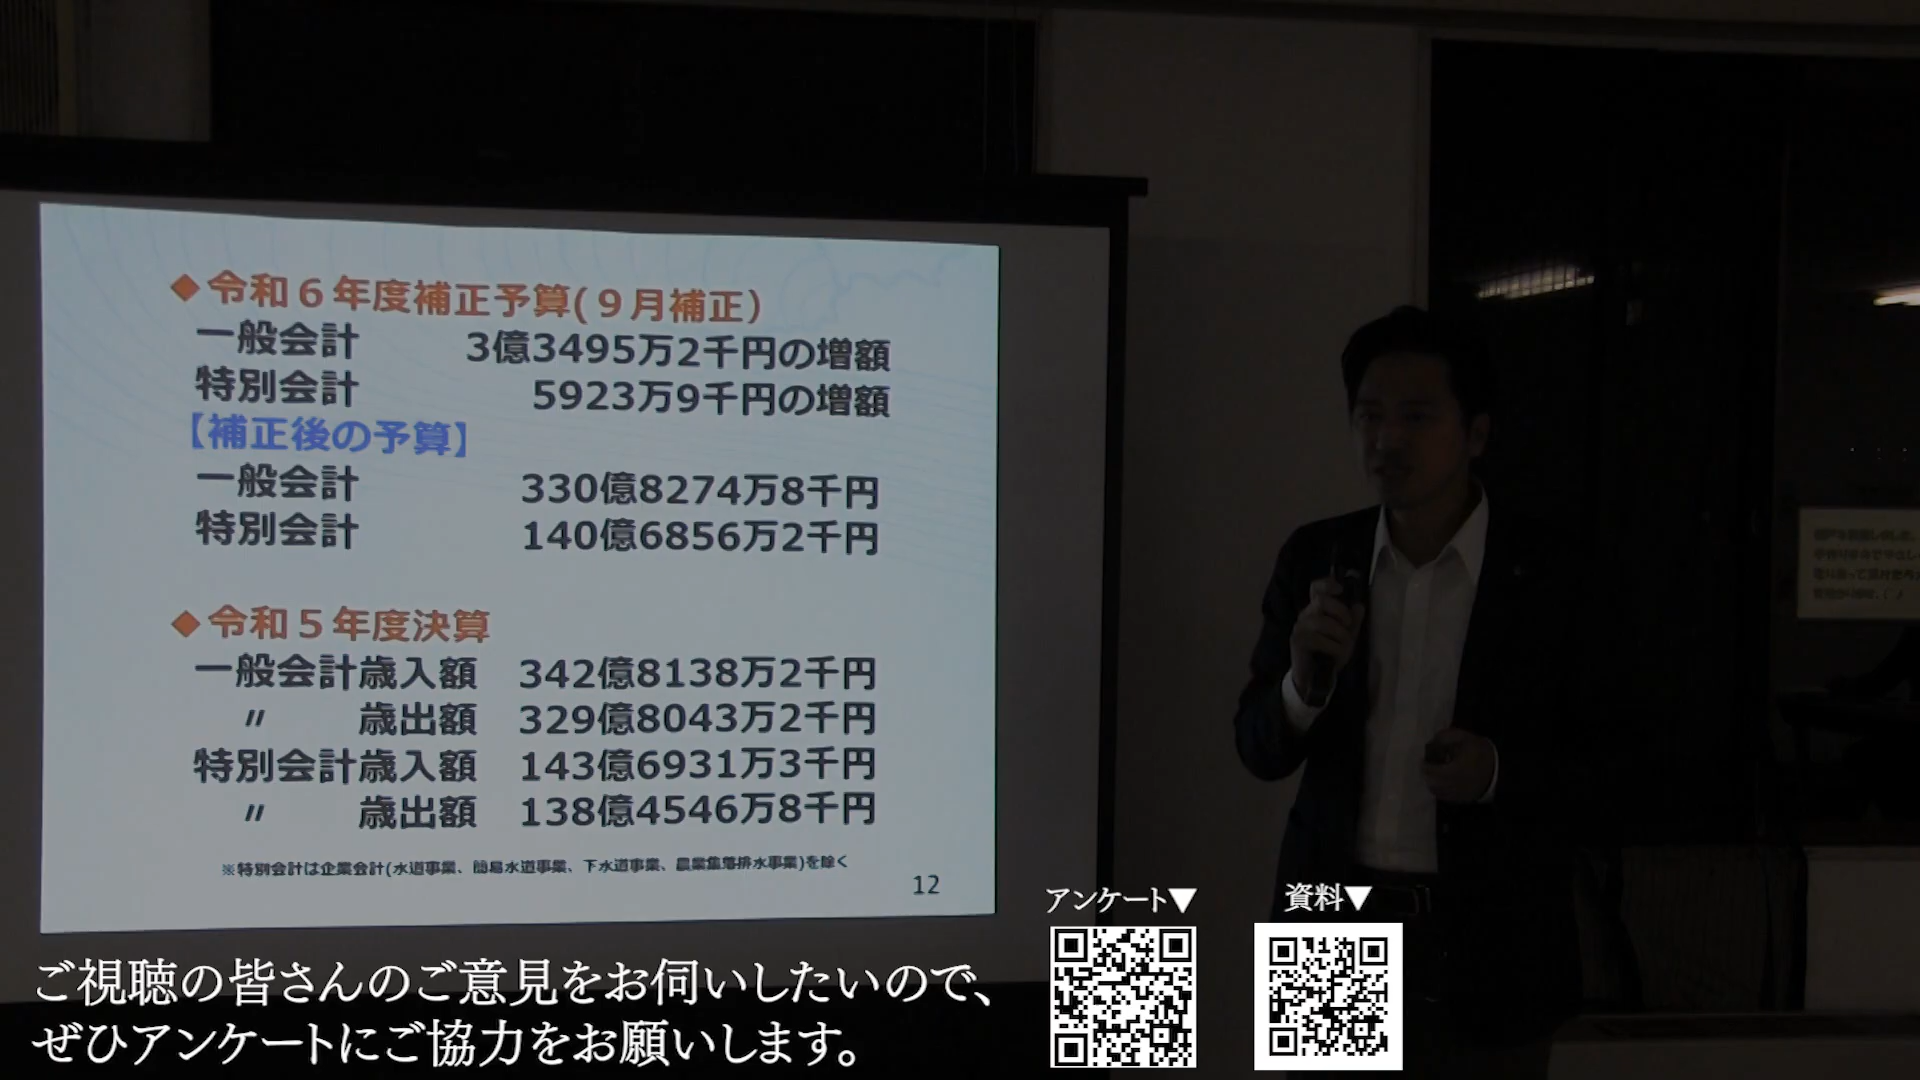 ◆令和６年度補正予算(９月補正)
一般会計 3億3495万2千円の増額
特別会計 5923万9千円の増額
【補正後の予算】
一般会計 330億8274万8千円
特別会計 140億6856万2千円
◆令和５年度決算
一般会計歳入額 342億8138万2千円
〃 歳出額 329億8043万2千円
特別会計歳入額 143億6931万3千円
〃 歳出額 138億4546万8千円
※特別会計は企業会計(水道事業、簡易水道事業、下水道事業、農業集落排水事業)を除く
12
アンケート▼
資料▼
ご視聴の皆さんのご意見をお伺いしたいので、
ぜひアンケートにご協力をお願いします。